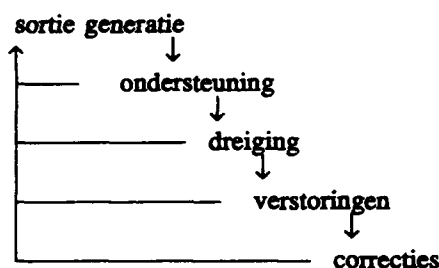 sortie generatie
ondersteuning
dreiging
verstoringen
correcties